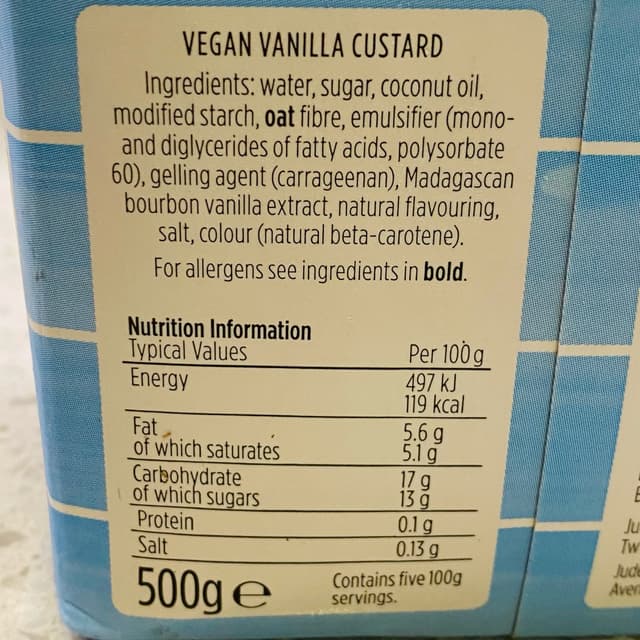 VEGAN VANILLA CUSTARD
Ingredients: water, sugar, coconut oil,
modified starch, oat fibre, emulsifier (mono-
and diglycerides of fatty acids, polysorbate
60), gelling agent (carrageenan), Madagascan
bourbon vanilla extract, natural flavouring,
salt, colour (natural beta-carotene).
For allergens see ingredients in bold.
Nutrition Information
Typical Values Per 100g
Energy 497 kJ
119 kcal
Fat 5.6 g
of which saturates 5.1 g
Carbohydrate 17 g
of which sugars 13 g
Protein 0.1 g
Salt 0.13 g
500g e
Contains five 100g
servings.